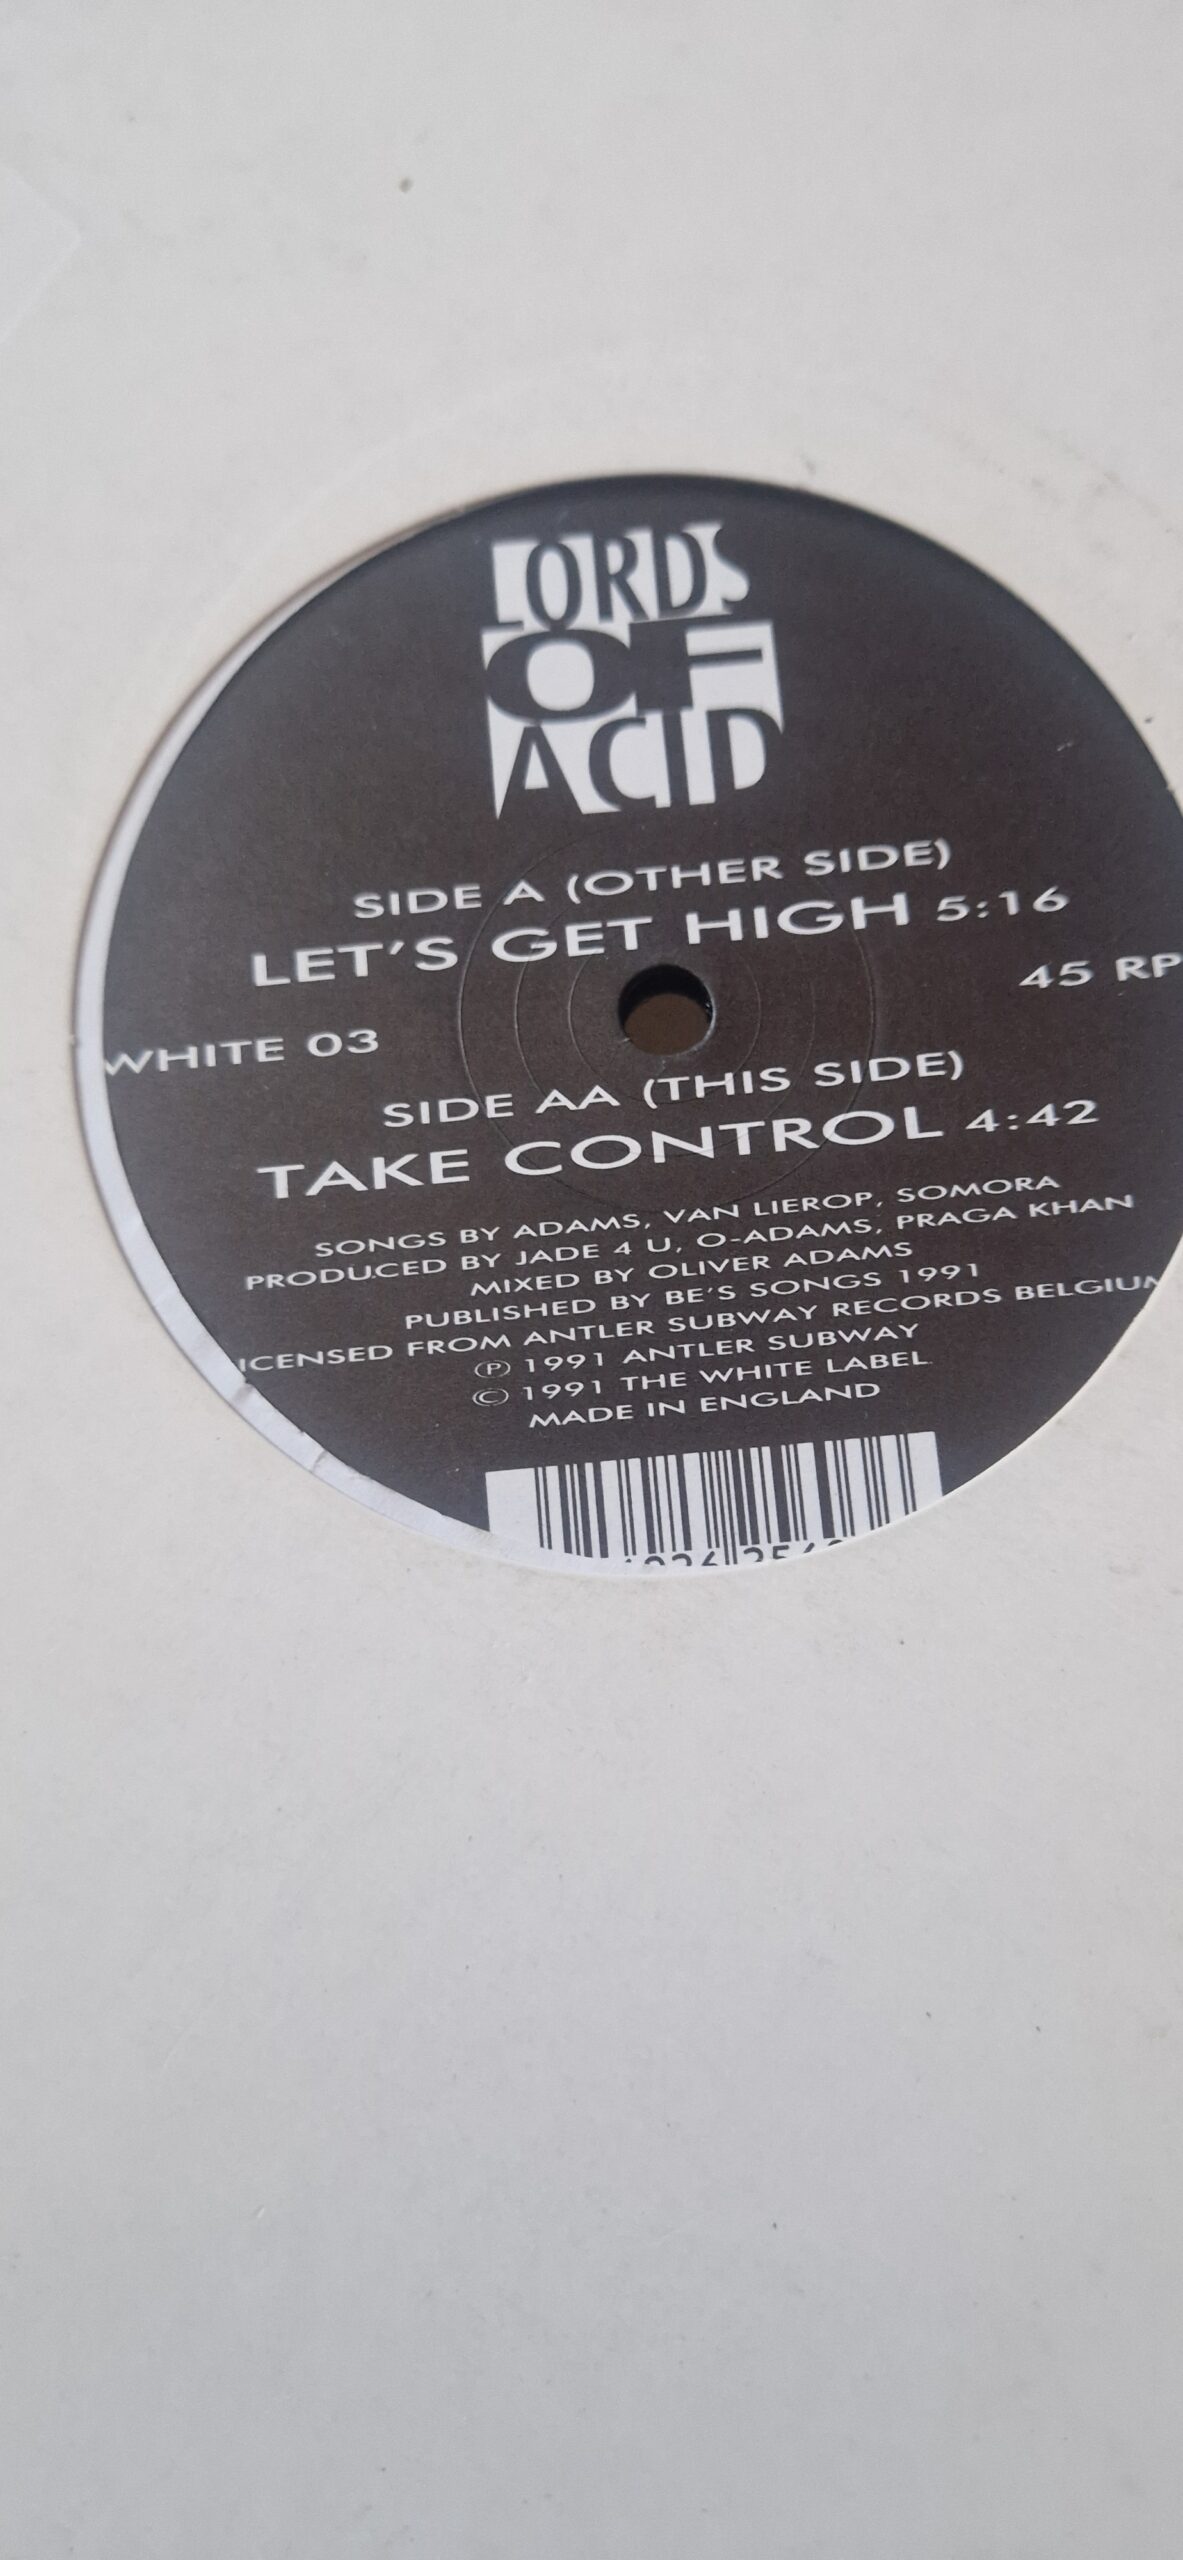 LORDS
OF
ACID
SIDE A (OTHER SIDE)
LET'S GET HIGH 5:16
45 RP
WHITE 03
SIDE AA (THIS SIDE)
TAKE CONTROL 4:42
SONGS BY ADAMS, VAN LIEROP, SOMORA
PRODUCED BY JADE 4 U, O-ADAMS, PRAGA KHAN
MIXED BY OLIVER ADAMS
PUBLISHED BY BE'S SONGS 1991
ICENSED FROM ANTLER SUBWAY RECORDS BELGIUM
Ⓟ 1991 ANTLER SUBWAY
© 1991 THE WHITE LABEL
MADE IN ENGLAND